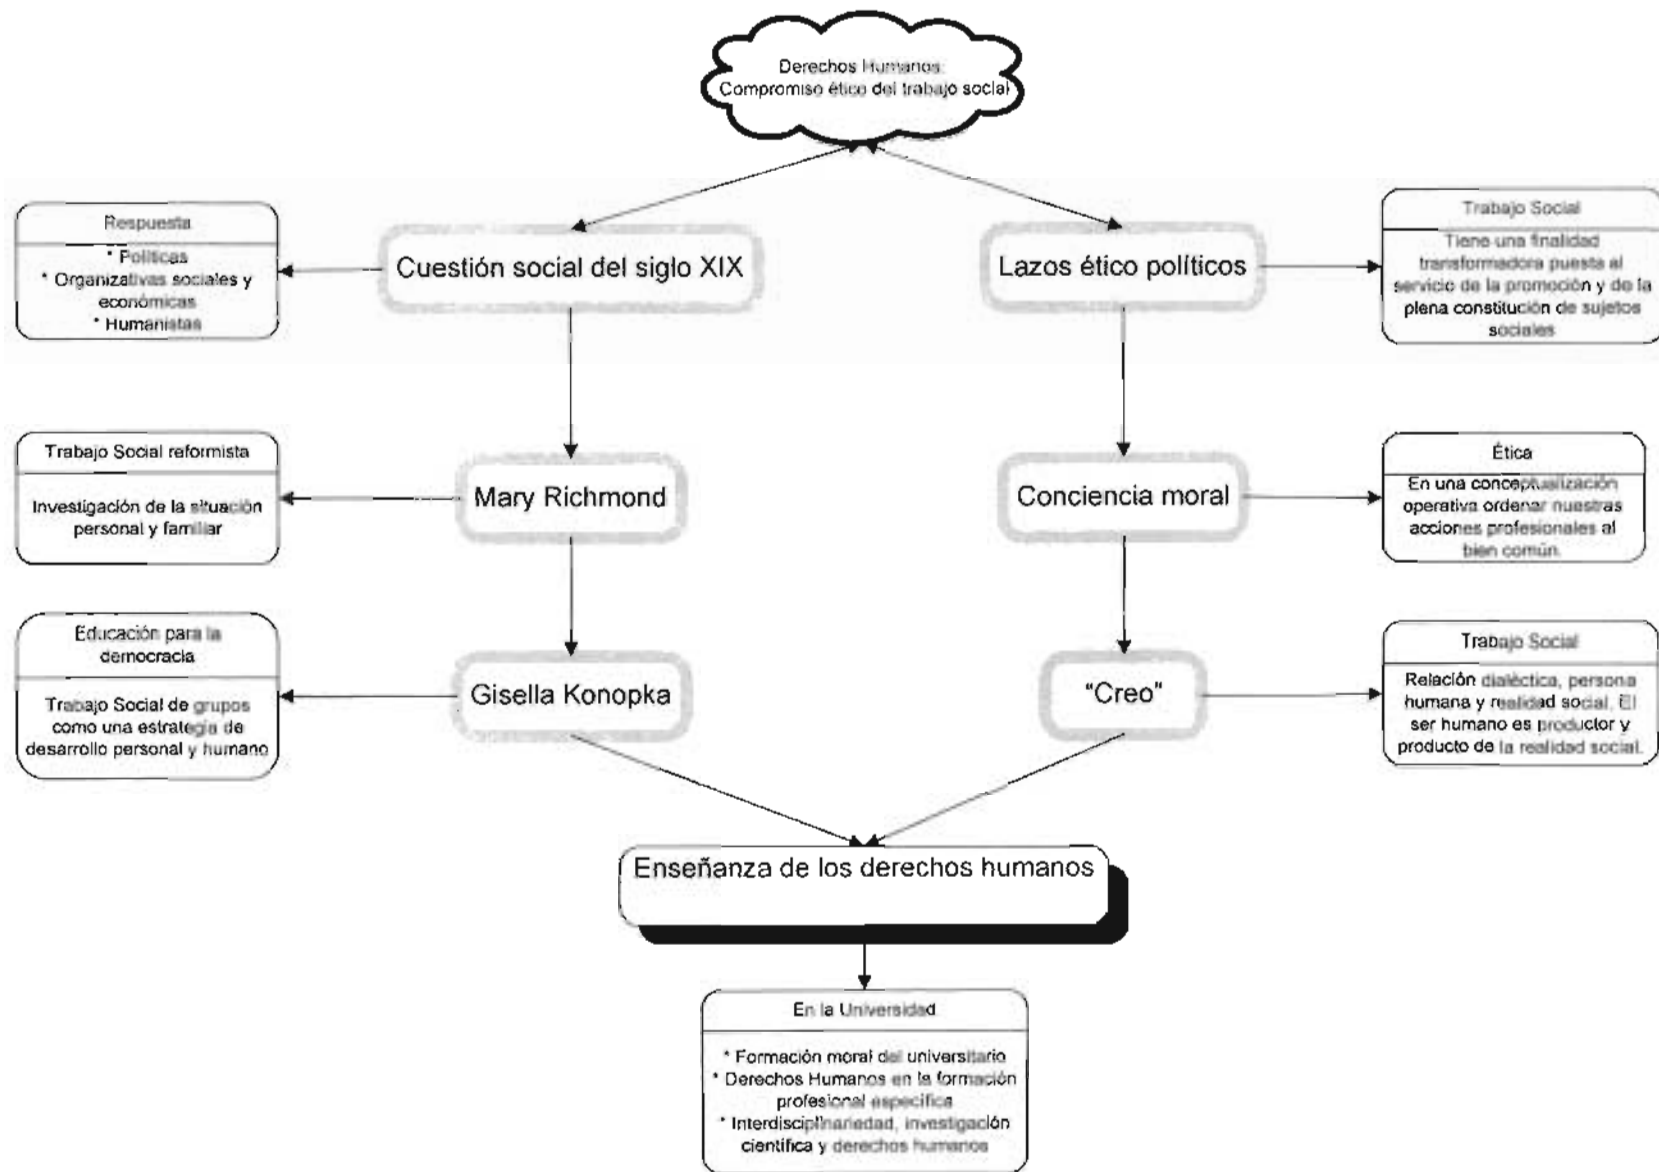 Derechos Humanos:
Compromiso ético del trabajo social
Respuesta
* Políticas
* Organizativas sociales y
económicas
* Humanistas
Cuestión social del siglo XIX
Lazos ético políticos
Trabajo Social
Tiene una finalidad
transformadora puesta al
servicio de la promoción y de la
plena constitución de sujetos
sociales
Trabajo Social reformista
Investigación de la situación
personal y familiar
Mary Richmond
Conciencia moral
Ética
En una conceptualización
operativa ordenar nuestras
acciones profesionales al
bien común.
Educación para la
democracia
Trabajo Social de grupos
como una estrategia de
desarrollo personal y humano
Gisella Konopka
"Creo"
Trabajo Social
Relación dialéctica, persona
humana y realidad social. El
ser humano es productor y
producto de la realidad social.
Enseñanza de los derechos humanos
En la Universidad
* Formación moral del universitario
* Derechos Humanos en la formación
profesional específica
* Interdisciplinariedad, investigación
científica y derechos humanos